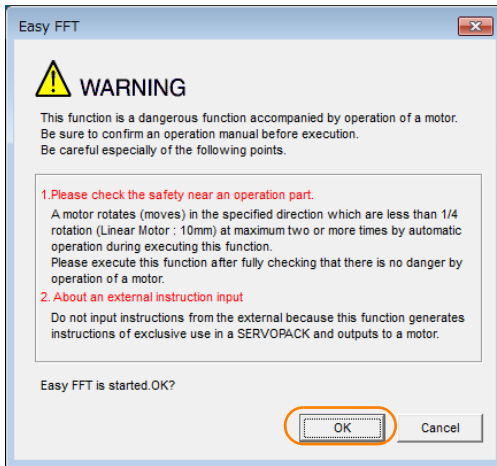 Easy FFT
WARNING
This function is a dangerous function accompanied by operation of a motor.
Be sure to confirm an operation manual before execution.
Be careful especially of the following points.
1.Please check the safety near an operation part.
A motor rotates (moves) in the specified direction which are less than 1/4
rotation (Linear Motor : 10mm) at maximum two or more times by automatic
operation during executing this function.
Please execute this function after fully checking that there is no danger by
operation of a motor.
2. About an external instruction input
Do not input instructions from the external because this function generates
instructions of exclusive use in a SERVOPACK and outputs to a motor.
Easy FFT is started.OK?
OK
Cancel